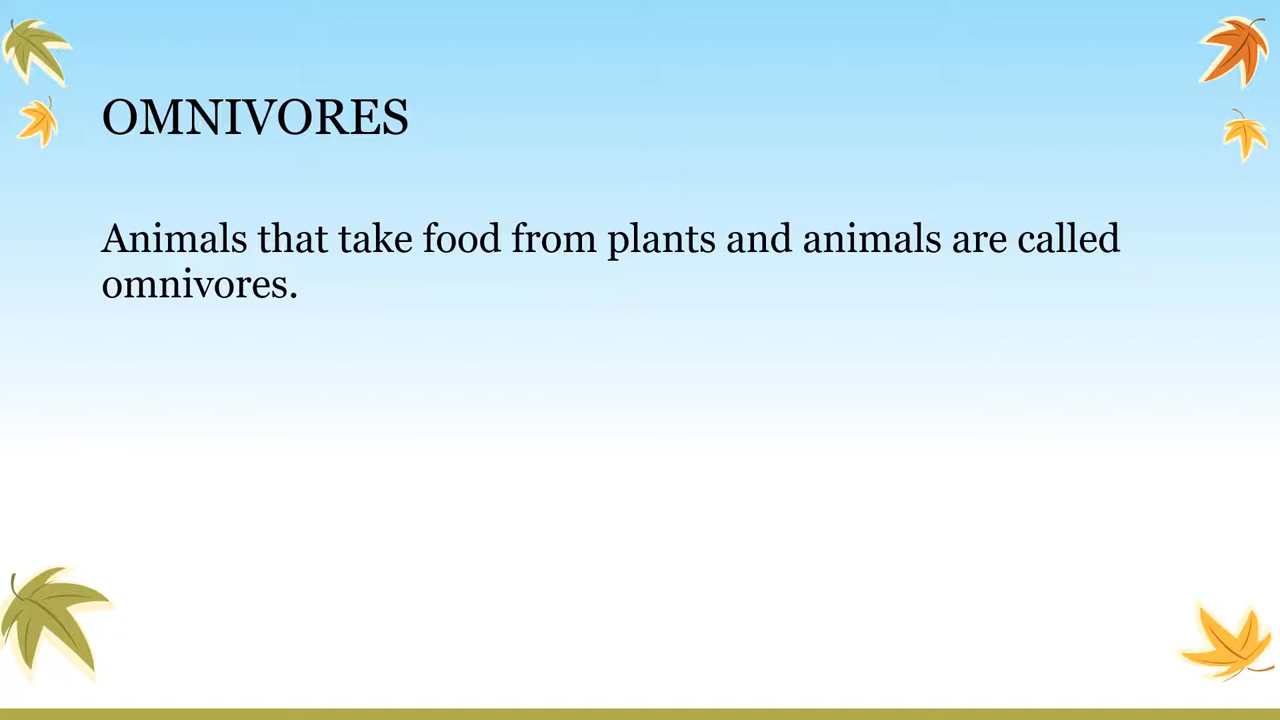 OMNIVORES
Animals that take food from plants and animals are called
omnivores.